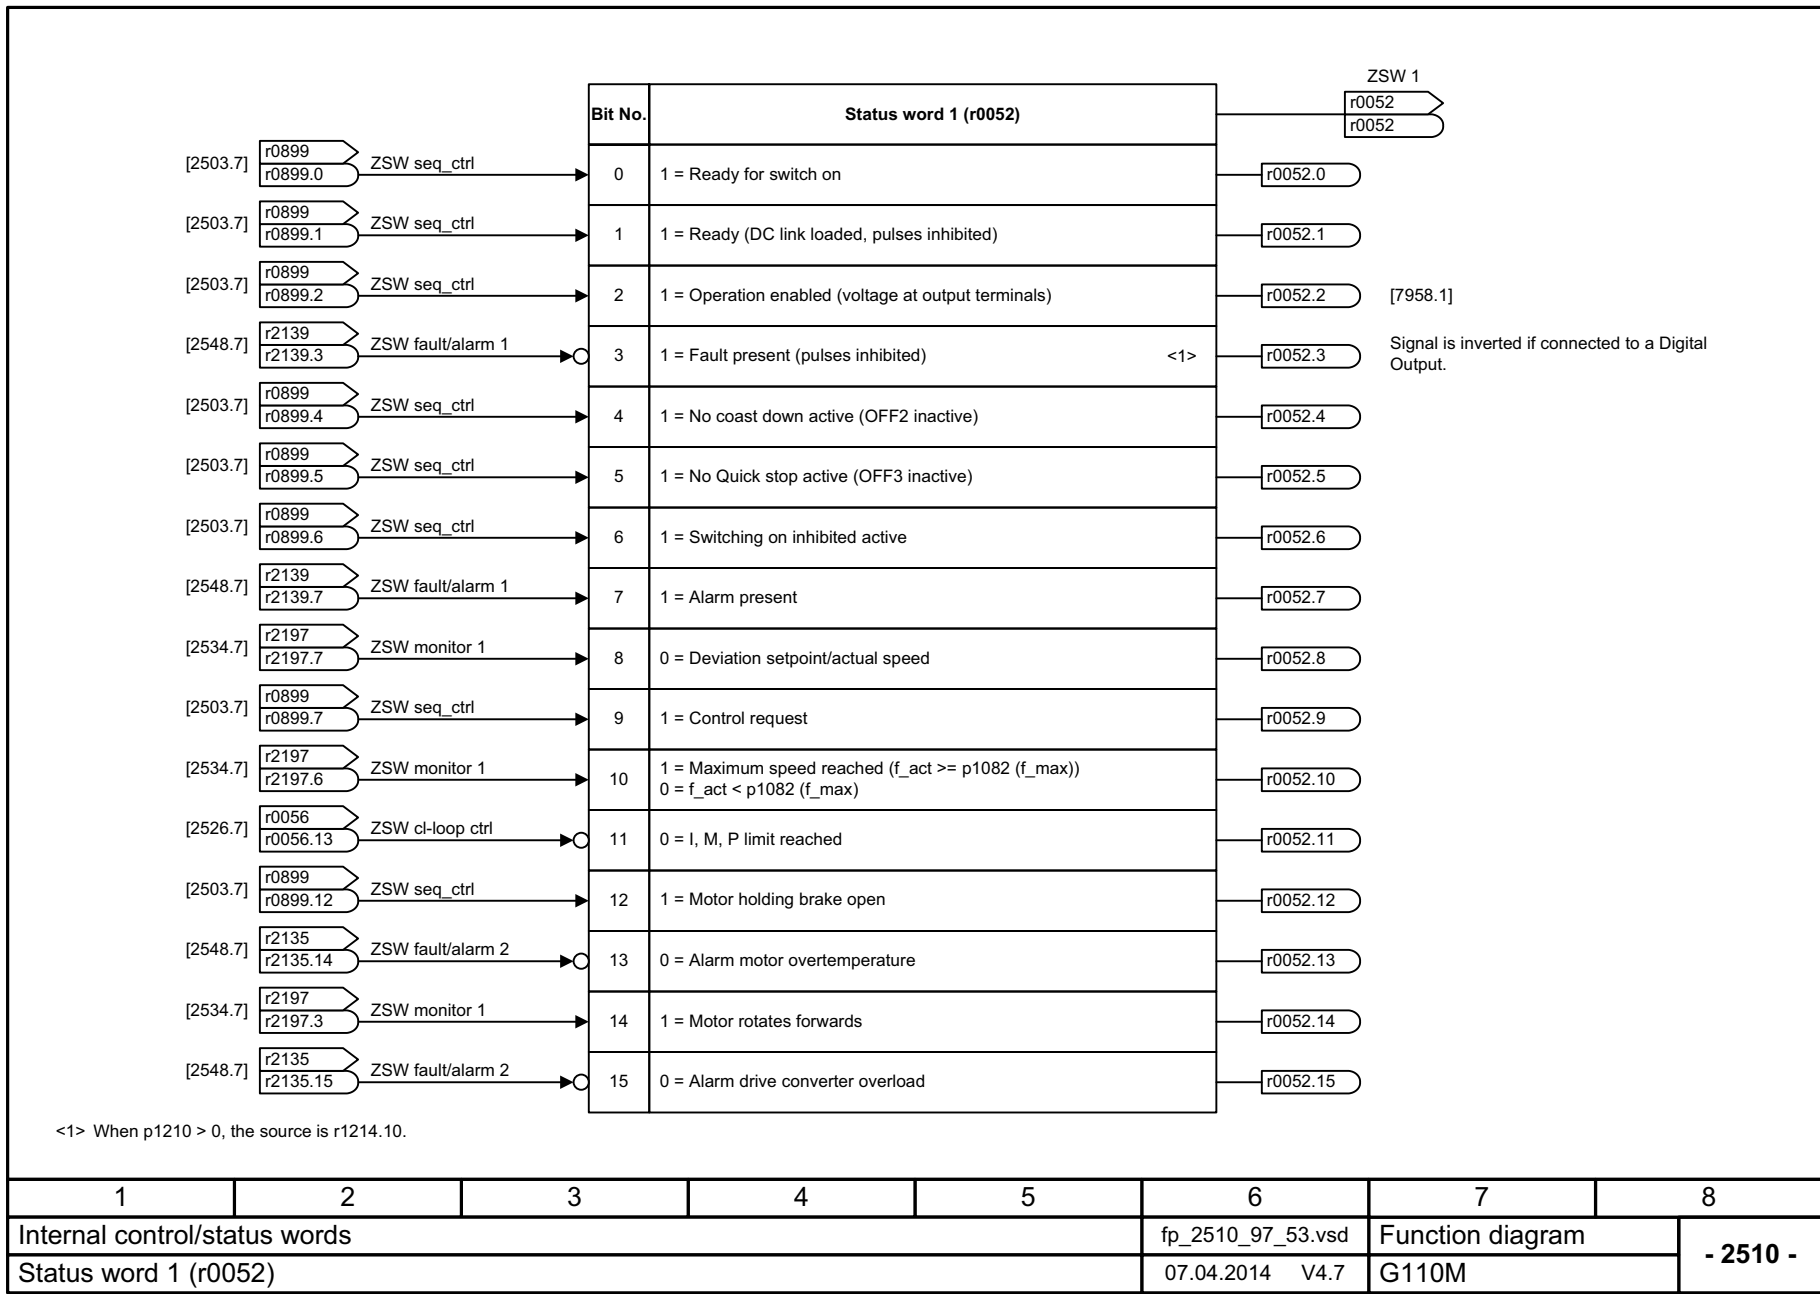 ZSW 1
Bit No. Status word 1 (r0052) r0052
r0052
[2503.7] r0899 ZSW seq_ctrl
r0899.0 0 1 = Ready for switch on r0052.0
[2503.7] r0899 ZSW seq_ctrl
r0899.1 1 1 = Ready (DC link loaded, pulses inhibited) r0052.1
[2503.7] r0899 ZSW seq_ctrl
r0899.2 2 1 = Operation enabled (voltage at output terminals) r0052.2 [7958.1]
[2548.7] r2139 ZSW fault/alarm 1
r2139.3 3 1 = Fault present (pulses inhibited) <1> r0052.3 Signal is inverted if connected to a Digital
Output.
[2503.7] r0899 ZSW seq_ctrl
r0899.4 4 1 = No coast down active (OFF2 inactive) r0052.4
[2503.7] r0899 ZSW seq_ctrl
r0899.5 5 1 = No Quick stop active (OFF3 inactive) r0052.5
[2503.7] r0899 ZSW seq_ctrl
r0899.6 6 1 = Switching on inhibited active r0052.6
[2548.7] r2139 ZSW fault/alarm 1
r2139.7 7 1 = Alarm present r0052.7
[2534.7] r2197 ZSW monitor 1
r2197.7 8 0 = Deviation setpoint/actual speed r0052.8
[2503.7] r0899 ZSW seq_ctrl
r0899.7 9 1 = Control request r0052.9
[2534.7] r2197 ZSW monitor 1
r2197.6 10 1 = Maximum speed reached (f_act >= p1082 (f_max)) r0052.10
0 = f_act < p1082 (f_max)
[2526.7] r0056 ZSW cl-loop ctrl
r0056.13 11 0 = I, M, P limit reached r0052.11
[2503.7] r0899 ZSW seq_ctrl
r0899.12 12 1 = Motor holding brake open r0052.12
[2548.7] r2135 ZSW fault/alarm 2
r2135.14 13 0 = Alarm motor overtemperature r0052.13
[2534.7] r2197 ZSW monitor 1
r2197.3 14 1 = Motor rotates forwards r0052.14
[2548.7] r2135 ZSW fault/alarm 2
r2135.15 15 0 = Alarm drive converter overload r0052.15
<1> When p1210 > 0, the source is r1214.10.
1 2 3 4 5 6 7 8
Internal control/status words fp_2510_97_53.vsd Function diagram - 2510 -
Status word 1 (r0052) 07.04.2014 V4.7 G110M